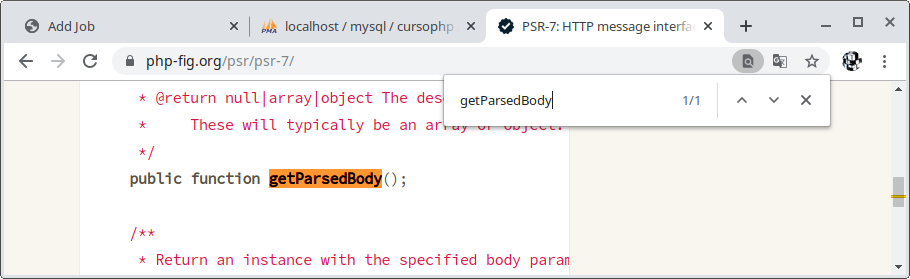 Add Job
PMA localhost / mysql / cursophp
PSR-7: HTTP message interfac
php-fig.org/psr/psr-7/
getParsedBody 1/1
* @return null|array|object The des
* These will typically be an array or object.
*/
public function getParsedBody();
/**
* Return an instance with the specified body param